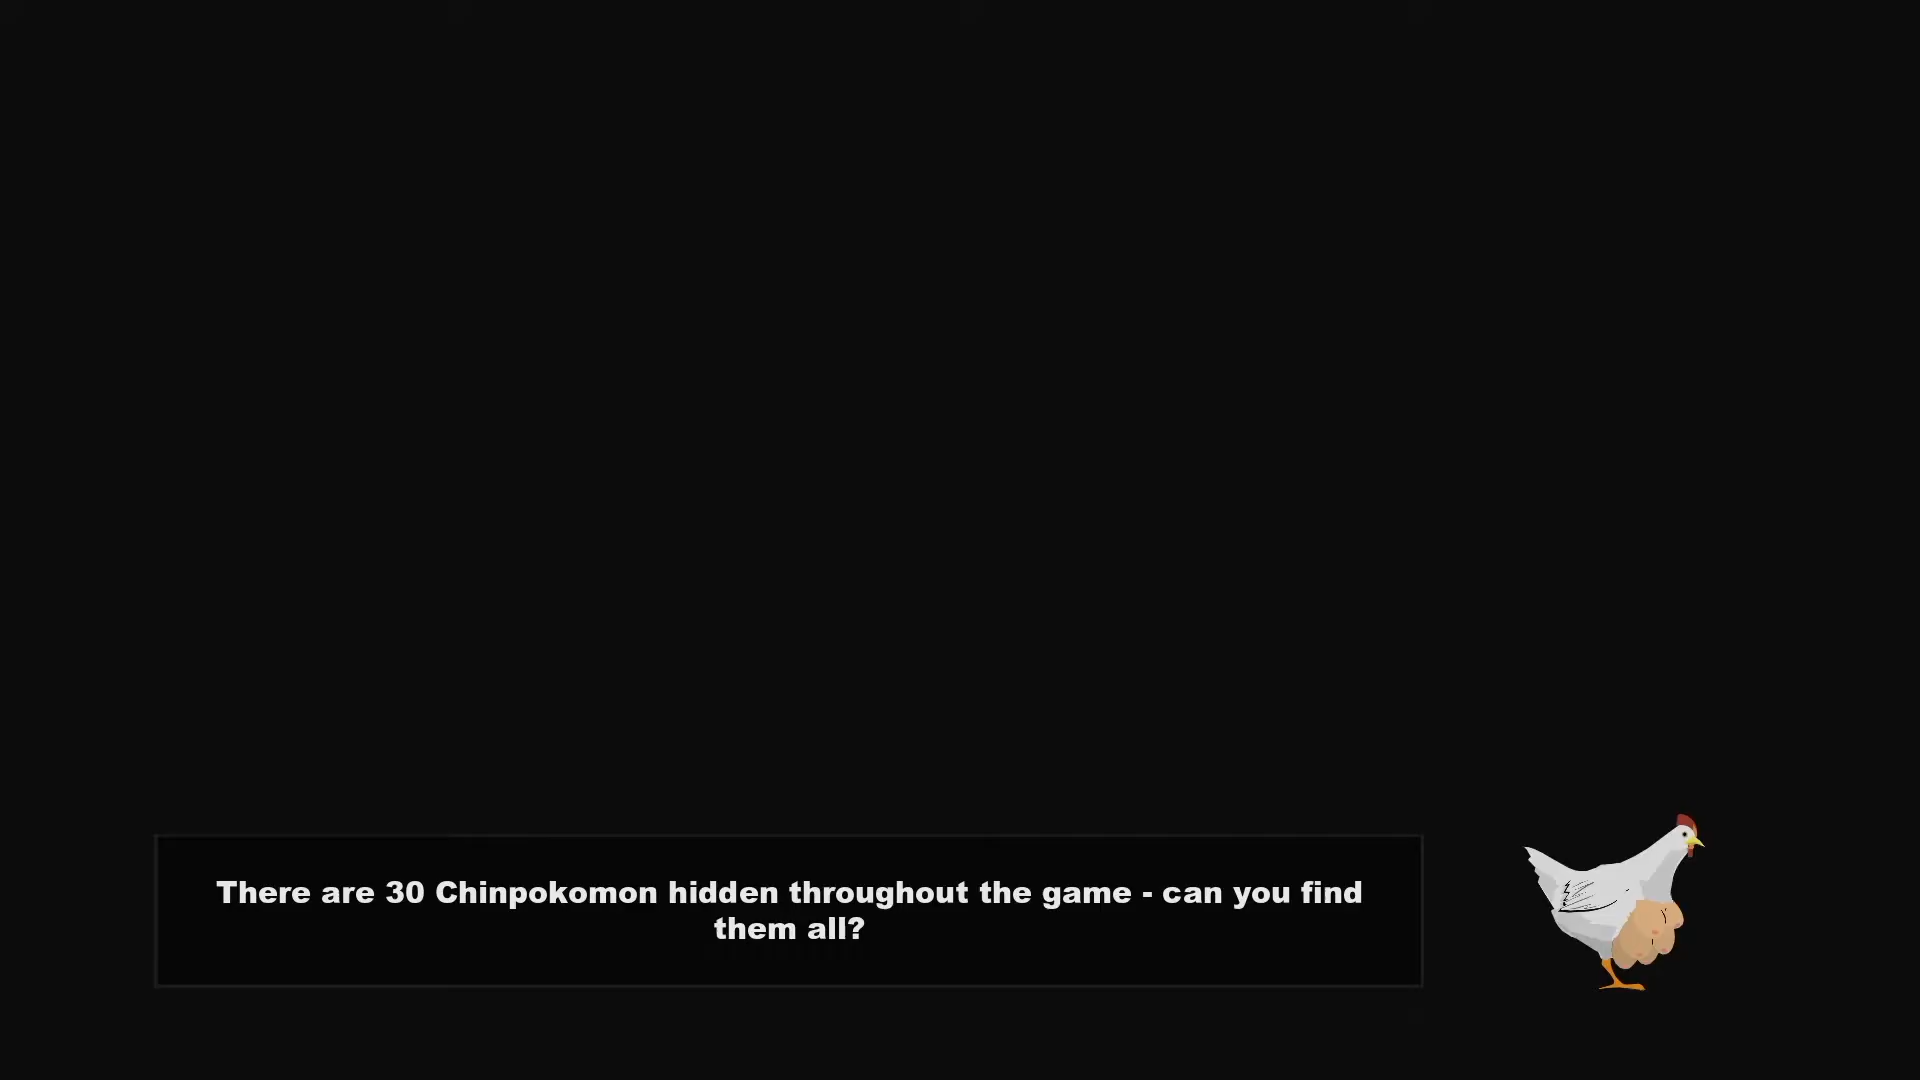 There are 30 Chinpokomon hidden throughout the game - can you find
them all?